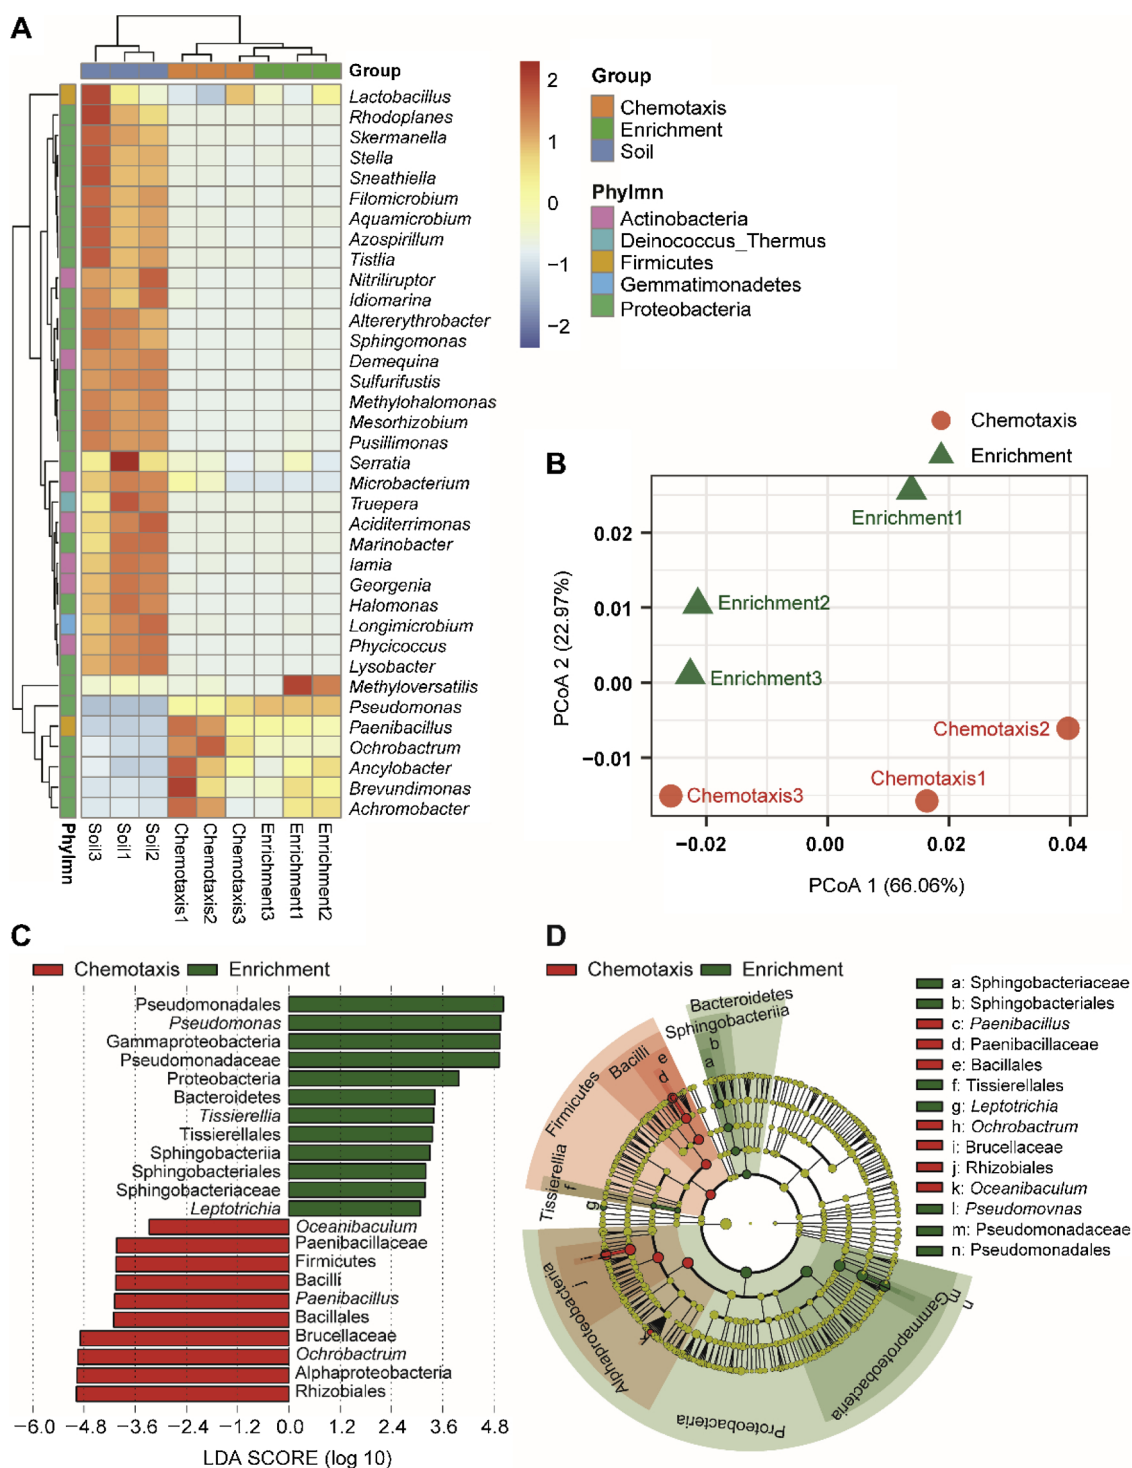 A
Group
Lactobacillus
Rhodoplanes
Skermanella
Stella
Sneathiella
Filomicrobium
Aquamicrobium
Azospirillum
Tistlia
Nitriliruptor
Idiomarina
Altererythrobacter
Sphingomonas
Demequina
Sulfurifustis
Methylohalomonas
Mesorhizobium
Pusillimonas
Serratia
Microbacterium
Truepera
Aciditerrimonas
Marinobacter
Iamia
Georgenia
Halomonas
Longimicrobium
Phycicoccus
Lysobacter
Methyloversatilis
Pseudomonas
Paenibacillus
Ochrobactrum
Ancylobacter
Brevundimonas
Achromobacter
Phylmn
Soil3
Soil1
Soil2
Chemotaxis1
Chemotaxis2
Chemotaxis3
Enrichment3
Enrichment1
Enrichment2
2
1
0
−1
−2
Group
Chemotaxis
Enrichment
Soil
Phylmn
Actinobacteria
Deinococcus_Thermus
Firmicutes
Gemmatimonadetes
Proteobacteria
B
Chemotaxis
Enrichment
Enrichment1
Enrichment2
Enrichment3
Chemotaxis2
Chemotaxis1
Chemotaxis3
0.02
0.01
0.00
−0.01
PCoA 2 (22.97%)
−0.02
0.00
0.02
0.04
PCoA 1 (66.06%)
C
Chemotaxis
Enrichment
Pseudomonadales
Pseudomonas
Gammaproteobacteria
Pseudomonadaceae
Proteobacteria
Bacteroidetes
Tissierellia
Tissierellales
Sphingobacteriia
Sphingobacteriales
Sphingobacteriaceae
Leptotrichia
Oceanibaculum
Paenibacillaceae
Firmicutes
Bacilli
Paenibacillus
Bacillales
Brucellaceae
Ochrobactrum
Alphaproteobacteria
Rhizobiales
−6.0
−4.8
−3.6
−2.4
−1.2
0.0
1.2
2.4
3.6
4.8
LDA SCORE (log 10)
D
Chemotaxis
Enrichment
Bacteroidetes
Sphingobacteriia
b
a
Bacilli
e
d
Firmicutes
Tissierellia
f
g
Alphaproteobacteria
j
i
Proteobacteria
Gammaproteobacteria
m
n
a: Sphingobacteriaceae
b: Sphingobacteriales
c: Paenibacillus
d: Paenibacillaceae
e: Bacillales
f: Tissierellales
g: Leptotrichia
h: Ochrobactrum
i: Brucellaceae
j: Rhizobiales
k: Oceanibaculum
l: Pseudomovnas
m: Pseudomonadaceae
n: Pseudomonadales